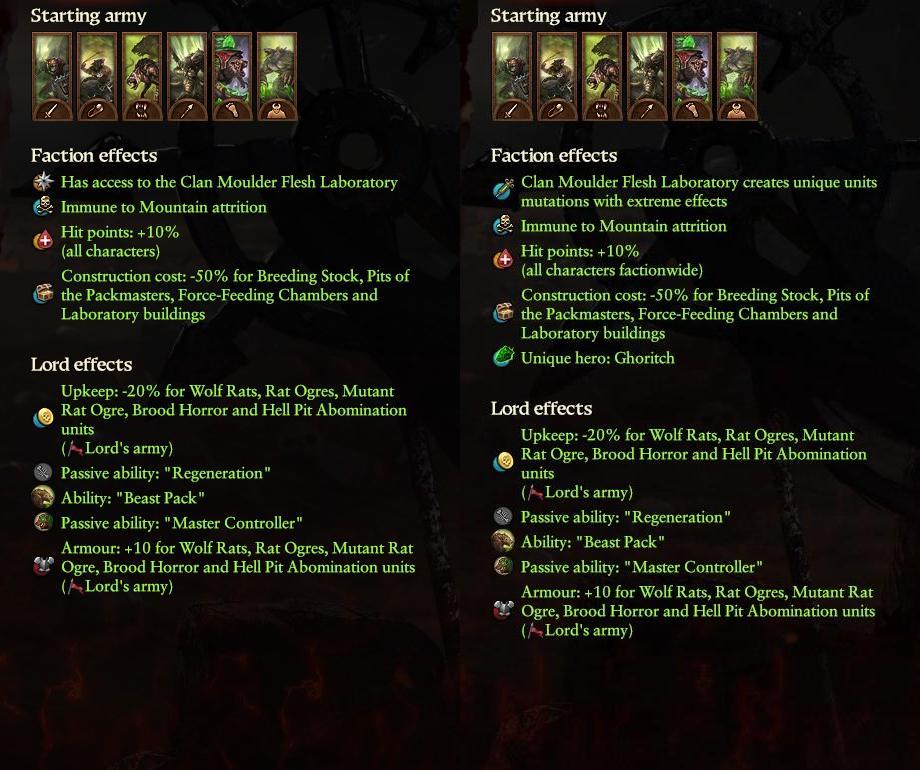 Starting army
Faction effects
Has access to the Clan Moulder Flesh Laboratory
Immune to Mountain attrition
Hit points: +10%
(all characters)
Construction cost: -50% for Breeding Stock, Pits of
the Packmasters, Force-Feeding Chambers and
Laboratory buildings
Lord effects
Upkeep: -20% for Wolf Rats, Rat Ogres, Mutant
Rat Ogre, Brood Horror and Hell Pit Abomination
units
(Lord's army)
Passive ability: "Regeneration"
Ability: "Beast Pack"
Passive ability: "Master Controller"
Armour: +10 for Wolf Rats, Rat Ogres, Mutant Rat
Ogre, Brood Horror and Hell Pit Abomination units
(Lord's army)
Starting army
Faction effects
Clan Moulder Flesh Laboratory creates unique units
mutations with extreme effects
Immune to Mountain attrition
Hit points: +10%
(all characters factionwide)
Construction cost: -50% for Breeding Stock, Pits of
the Packmasters, Force-Feeding Chambers and
Laboratory buildings
Unique hero: Ghoritch
Lord effects
Upkeep: -20% for Wolf Rats, Rat Ogres, Mutant
Rat Ogre, Brood Horror and Hell Pit Abomination
units
(Lord's army)
Passive ability: "Regeneration"
Ability: "Beast Pack"
Passive ability: "Master Controller"
Armour: +10 for Wolf Rats, Rat Ogres, Mutant Rat
Ogre, Brood Horror and Hell Pit Abomination units
(Lord's army)